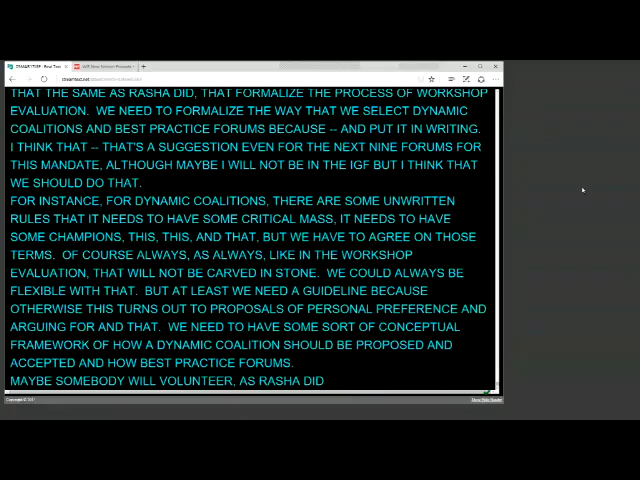 streamtext.net
THAT THE SAME AS RASHA DID, THAT FORMALIZE THE PROCESS OF WORKSHOP
EVALUATION.  WE NEED TO FORMALIZE THE WAY THAT WE SELECT DYNAMIC
COALITIONS AND BEST PRACTICE FORUMS BECAUSE -- AND PUT IT IN WRITING.
I THINK THAT -- THAT'S A SUGGESTION EVEN FOR THE NEXT NINE FORUMS FOR
THIS MANDATE, ALTHOUGH MAYBE I WILL NOT BE IN THE IGF BUT I THINK THAT
WE SHOULD DO THAT.
FOR INSTANCE, FOR DYNAMIC COALITIONS, THERE ARE SOME UNWRITTEN
RULES THAT IT NEEDS TO HAVE SOME CRITICAL MASS, IT NEEDS TO HAVE
SOME CHAMPIONS, THIS, THIS, AND THAT, BUT WE HAVE TO AGREE ON THOSE
TERMS.  OF COURSE ALWAYS, AS ALWAYS, LIKE IN THE WORKSHOP
EVALUATION, THAT WILL NOT BE CARVED IN STONE.  WE COULD ALWAYS BE
FLEXIBLE WITH THAT.  BUT AT LEAST WE NEED A GUIDELINE BECAUSE
OTHERWISE THIS TURNS OUT TO PROPOSALS OF PERSONAL PREFERENCE AND
ARGUING FOR AND THAT.  WE NEED TO HAVE SOME SORT OF CONCEPTUAL
FRAMEWORK OF HOW A DYNAMIC COALITION SHOULD BE PROPOSED AND
ACCEPTED AND HOW BEST PRACTICE FORUMS.
MAYBE SOMEBODY WILL VOLUNTEER, AS RASHA DID